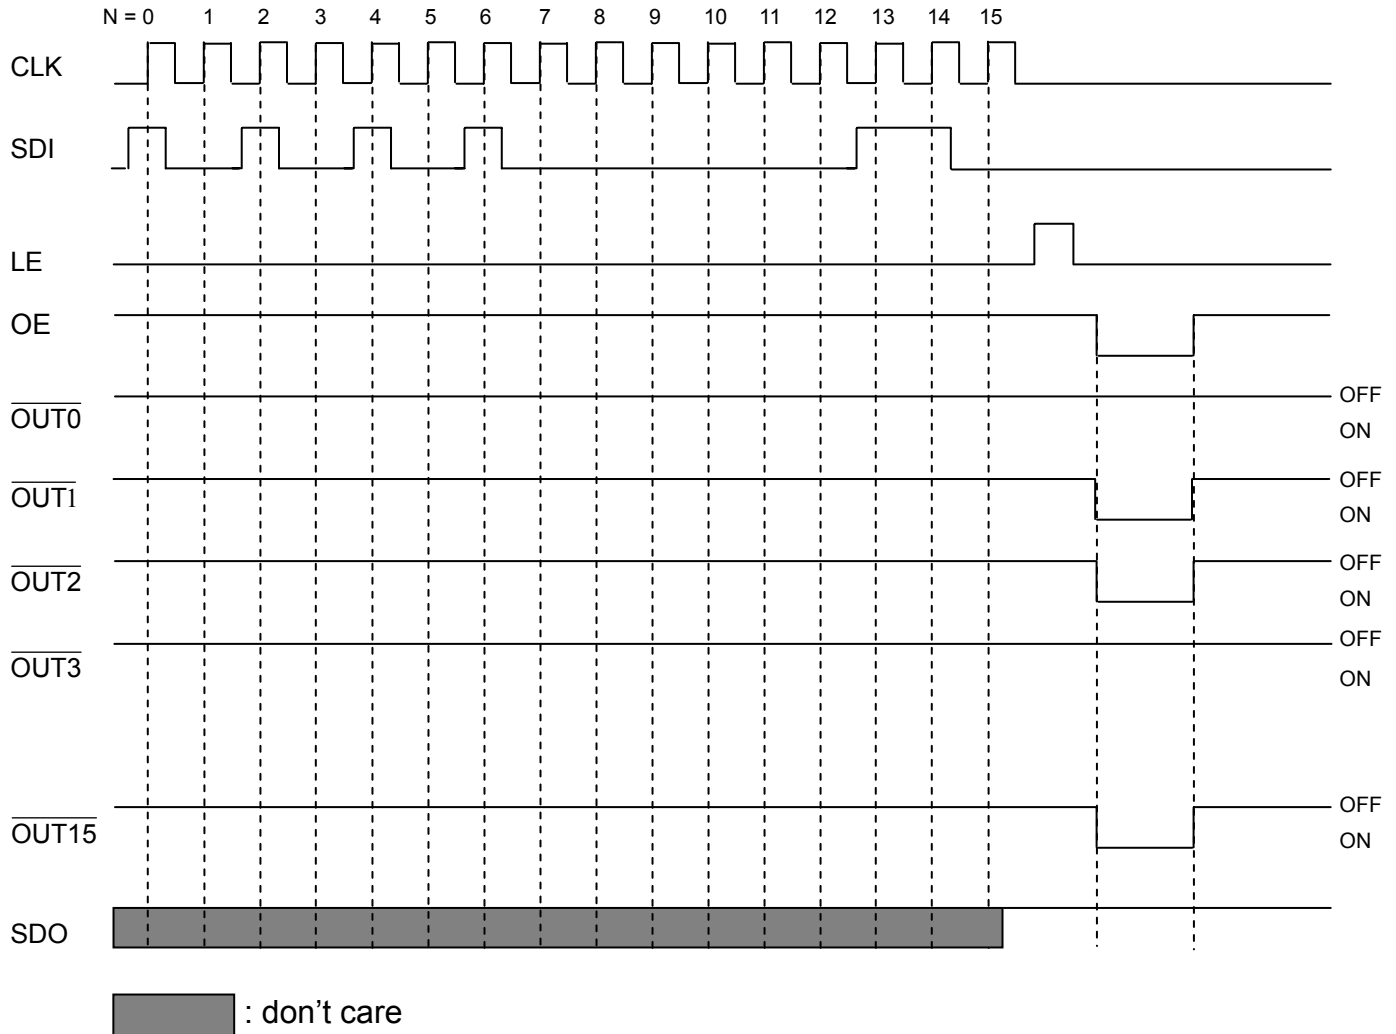 N = 0 1 2 3 4 5 6 7 8 9 10 11 12 13 14 15
CLK
SDI
LE
OE
OUT0
OFF
ON
OUT1
OFF
ON
OUT2
OFF
ON
OUT3
OFF
ON
OUT15
OFF
ON
SDO
: don't care